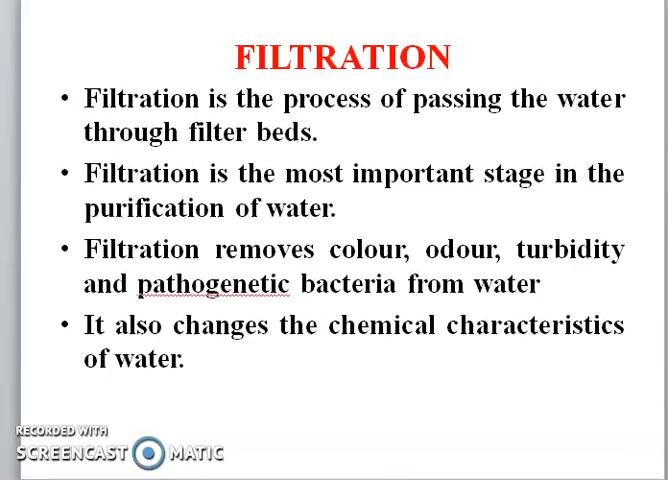 FILTRATION
• Filtration is the process of passing the water
through filter beds.
• Filtration is the most important stage in the
purification of water.
• Filtration removes colour, odour, turbidity
and pathogenetic bacteria from water
• It also changes the chemical characteristics
of water.
RECORDED WITH
SCREENCAST MATIC